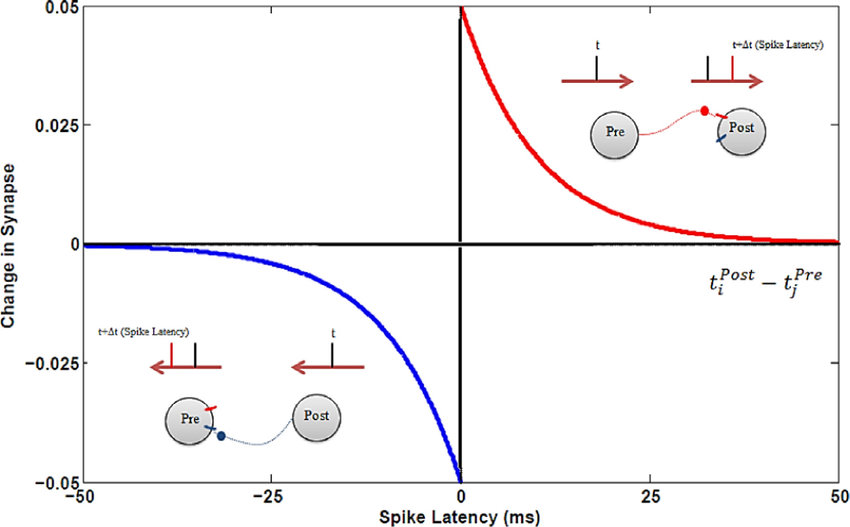 0.05
t
t+Δt (Spike Latency)
0.025
Pre
Post
Change in Synapse
0
t_i^{Post} − t_j^{Pre}
t+Δt (Spike Latency)
t
−0.025
Pre
Post
−0.05
−50
−25
0
25
50
Spike Latency (ms)